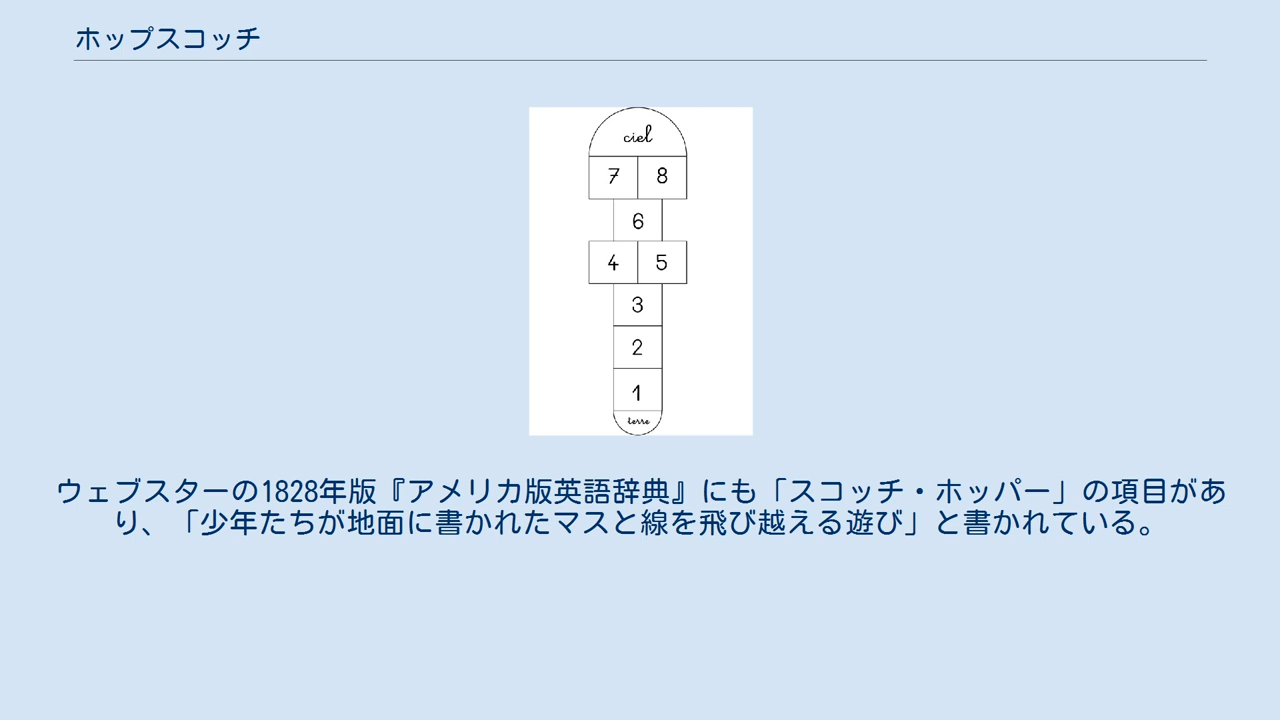 ホップスコッチ
ciel
7 8
6
4 5
3
2
1
terre
ウェブスターの1828年版『アメリカ版英語辞典』にも「スコッチ・ホッパー」の項目があ
り、「少年たちが地面に書かれたマスと線を飛び越える遊び」と書かれている。